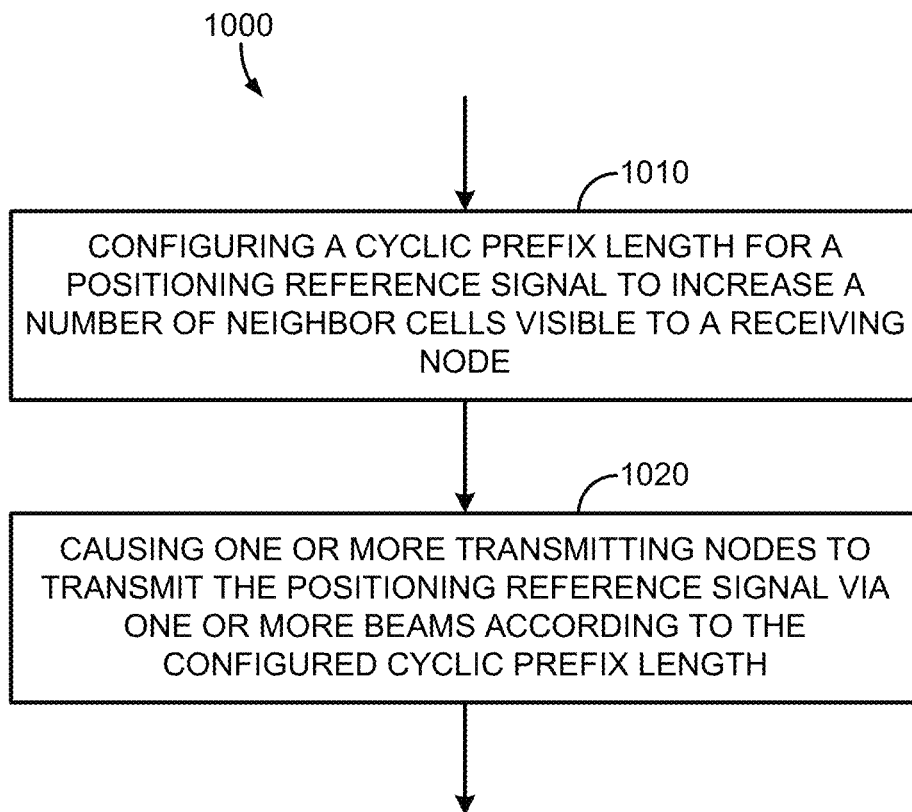 1000
1010
CONFIGURING A CYCLIC PREFIX LENGTH FOR A
POSITIONING REFERENCE SIGNAL TO INCREASE A
NUMBER OF NEIGHBOR CELLS VISIBLE TO A RECEIVING
NODE
1020
CAUSING ONE OR MORE TRANSMITTING NODES TO
TRANSMIT THE POSITIONING REFERENCE SIGNAL VIA
ONE OR MORE BEAMS ACCORDING TO THE
CONFIGURED CYCLIC PREFIX LENGTH